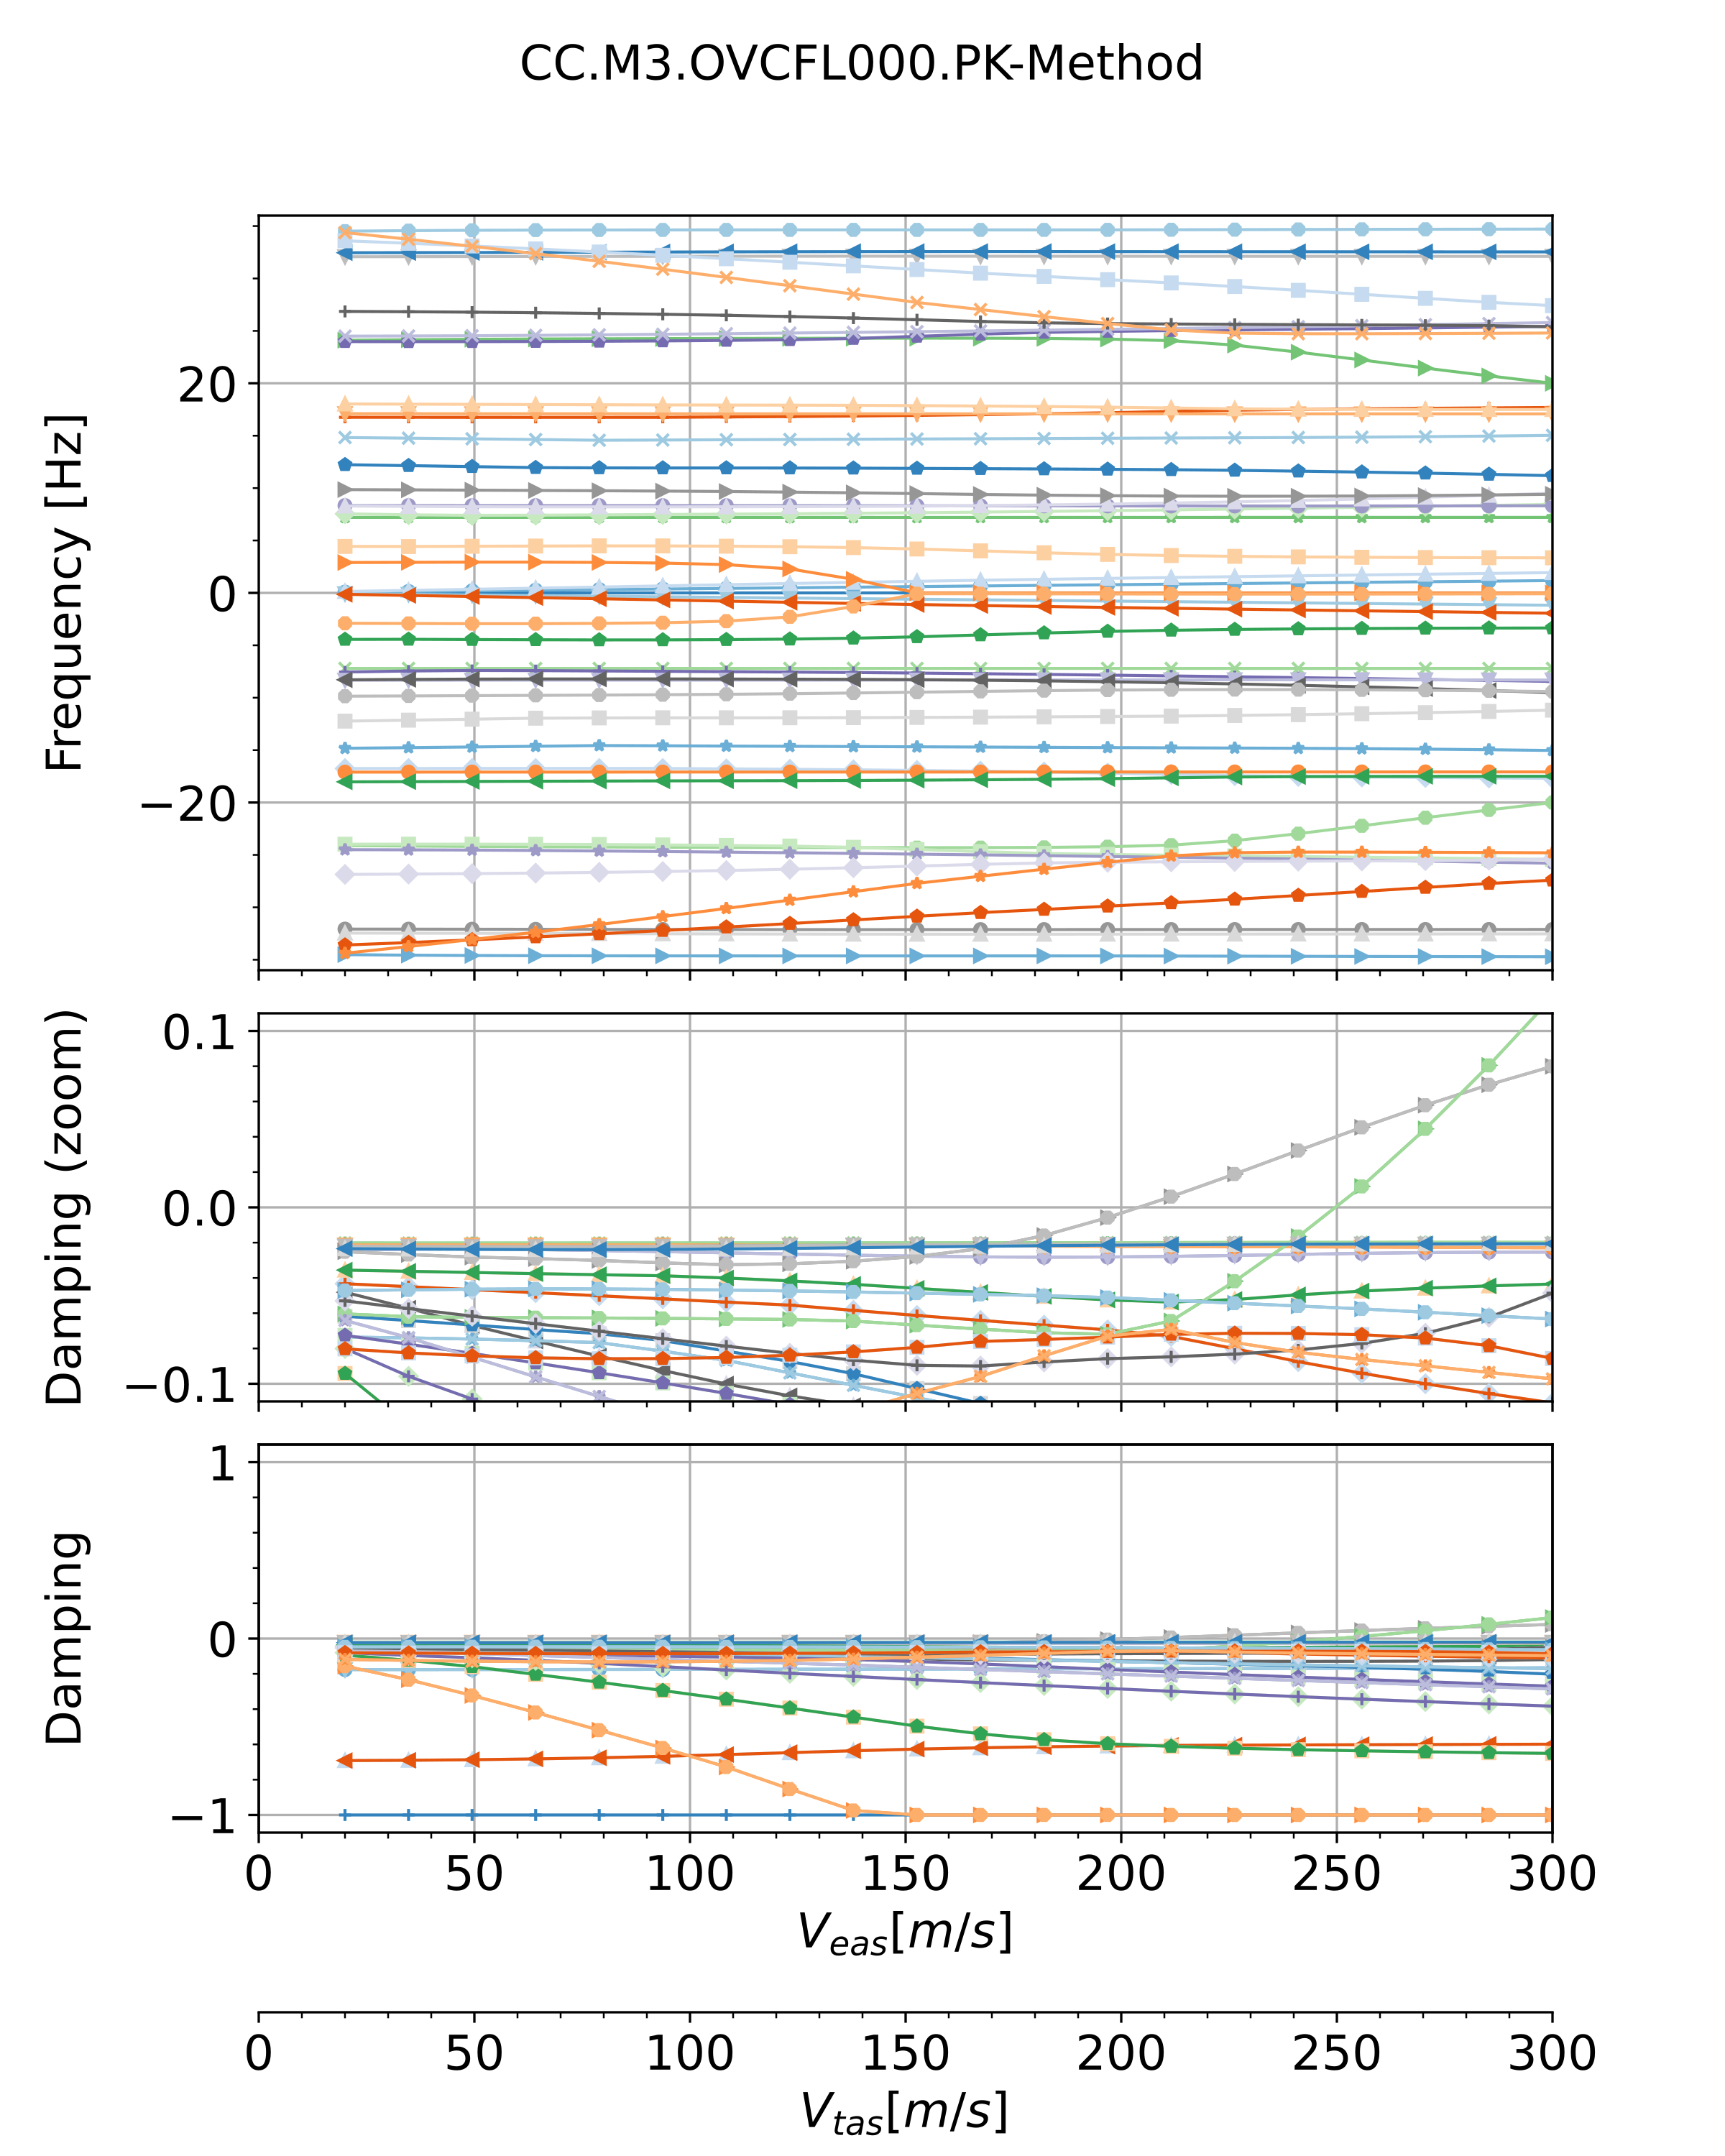 CC.M3.OVCFL000.PK-Method
Frequency [Hz]
20
0
−20
Damping (zoom)
0.1
0.0
−0.1
Damping
1
0
−1
0 50 100 150 200 250 300
V_eas[m/s]
0 50 100 150 200 250 300
V_tas[m/s]